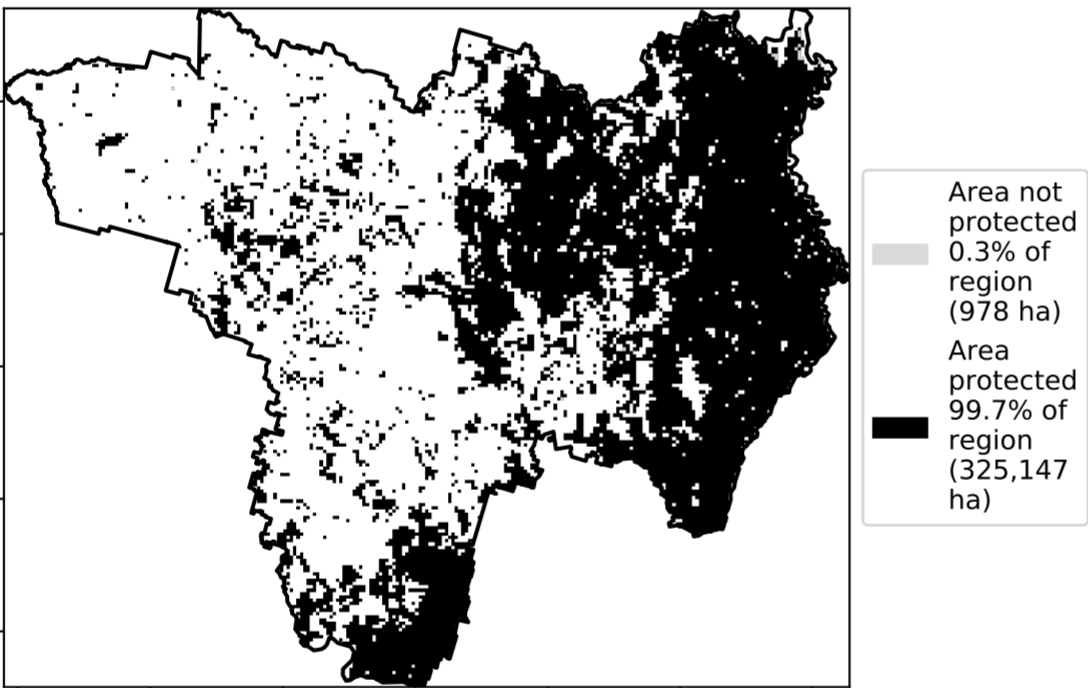 Area not
protected
0.3% of
region
(978 ha)
Area
protected
99.7% of
region
(325,147
ha)